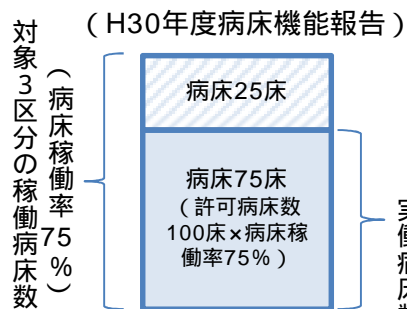 （H30年度病床機能報告）
対象3区分の稼働病床数
（病床稼働率75％）
病床25床
病床75床
（許可病床数
100床×病床稼
働率75%）
実働病床数